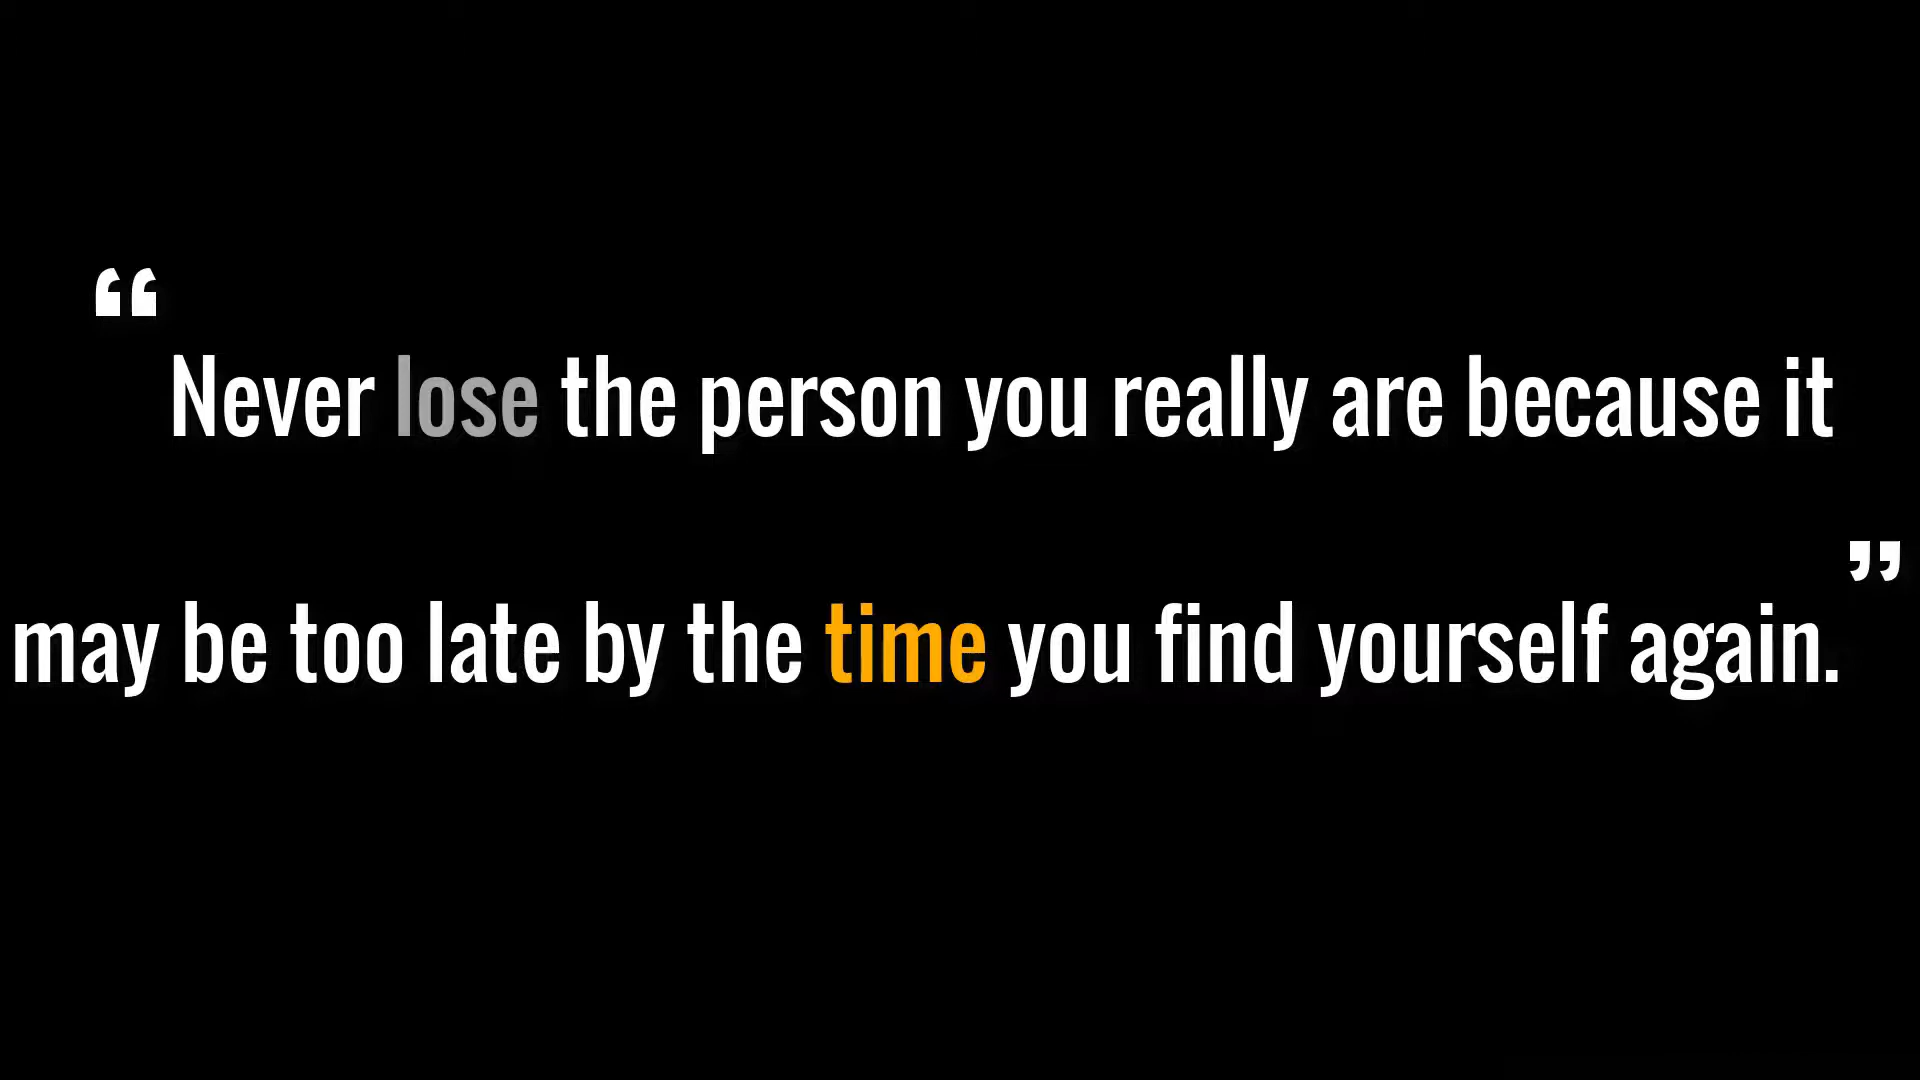 “Never lose the person you really are because it
may be too late by the time you find yourself again.”